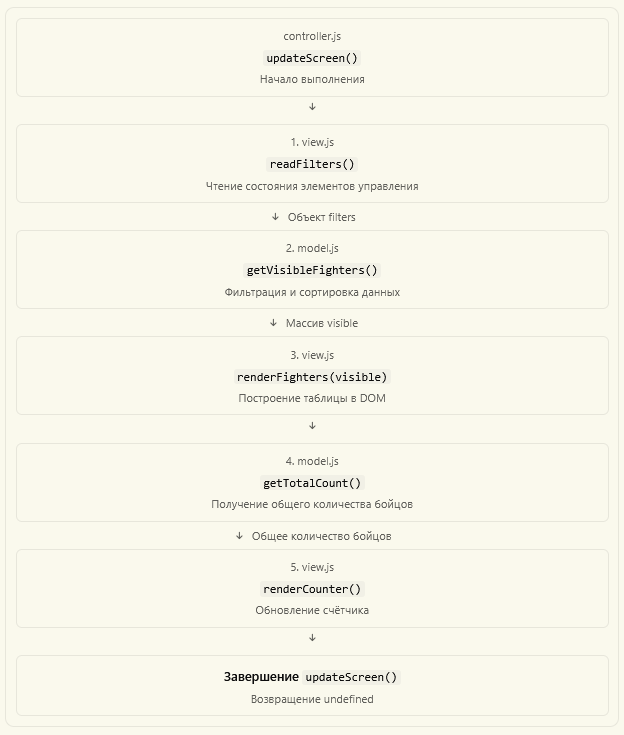 controller.js
updateScreen()
Начало выполнения
↓
1. view.js
readFilters()
Чтение состояния элементов управления
↓ Объект filters
2. model.js
getVisibleFighters()
Фильтрация и сортировка данных
↓ Массив visible
3. view.js
renderFighters(visible)
Построение таблицы в DOM
↓
4. model.js
getTotalCount()
Получение общего количества бойцов
↓ Общее количество бойцов
5. view.js
renderCounter()
Обновление счётчика
↓
Завершение updateScreen()
Возвращение undefined